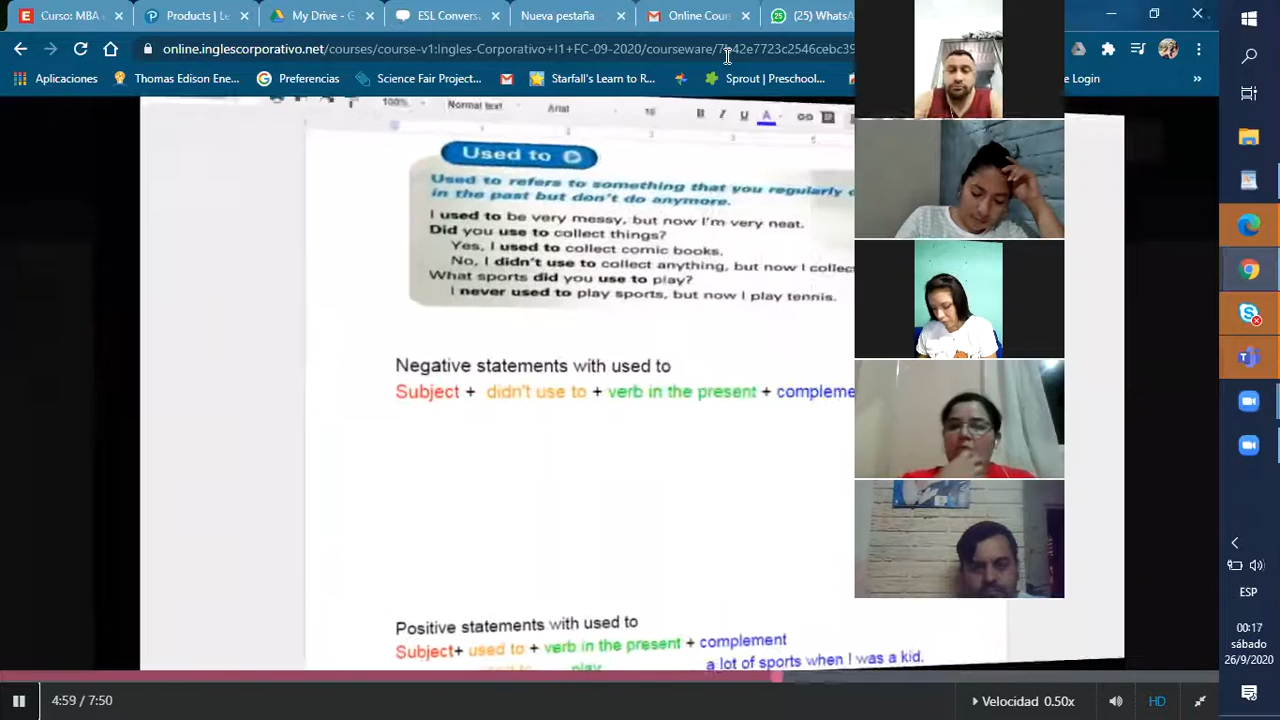 Curso: MBA
Products | Le
My Drive - G
ESL Convers
Nueva pestaña
Online Cour
(25) WhatsA
online.inglescorporativo.net/courses/course-v1:Ingles-Corporativo+I1+FC-09-2020/courseware/
Aplicaciones
Thomas Edison Ene...
Preferencias
Science Fair Project...
Starfall's Learn to R...
Sprout | Preschool...
e Login
»
100%
Normal text
Arial
B I U A
Used to
Used to refers to something that you regularly
in the past but don't do anymore.
I used to be very messy, but now I'm very neat.
Did you use to collect things?
Yes, I used to collect comic books.
No, I didn't use to collect anything, but now I collec
What sports did you use to play?
I never used to play sports, but now I play tennis.
Negative statements with used to
Subject + didn't use to + verb in the present + compleme
Positive statements with used to
Subject+ used to + verb in the present + complement
play
a lot of sports when I was a kid.
4:59 / 7:50
Velocidad 0.50x
HD
ESP
00:17
sábado
26/9/2020